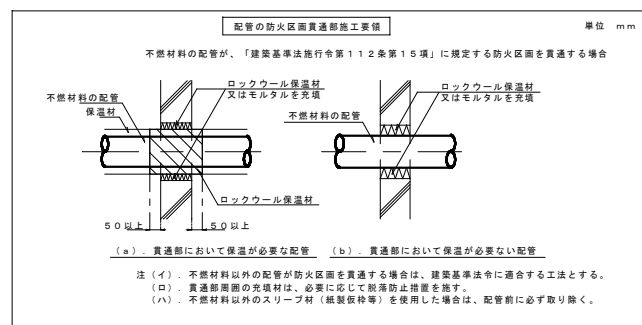 配管の防火区画貫通部施工要領
単位 mm
不燃材料の配管が、「建築基準法施行令第112条第15項」に規定する防火区画を貫通する場合
ロックウール保温材
又はモルタルを充填
不燃材料の配管
保温材
ロックウール保温材
50以上
50以上
(a). 貫通部において保温が必要な配管
ロックウール保温材
又はモルタルを充填
不燃材料の配管
(b). 貫通部において保温が必要ない配管
注(イ). 不燃材料以外の配管が防火区画を貫通する場合は、建築基準法令に適合する工法とする。
(ロ). 貫通部周囲の充填材は、必要に応じて脱落防止措置を施す。
(ハ). 不燃材料以外のスリーブ材(紙製仮枠等)を使用した場合は、配管前に必ず取り除く。